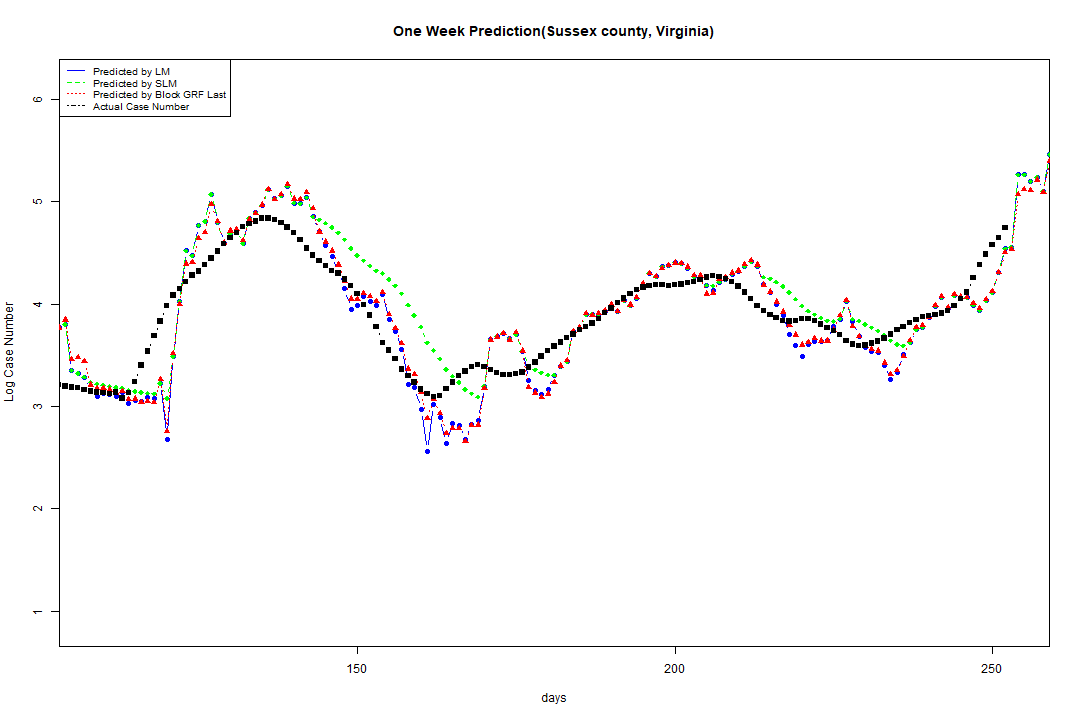 One Week Prediction(Sussex county, Virginia)
Predicted by LM
Predicted by SLM
Predicted by Block GRF Last
Actual Case Number
6
5
4
3
2
1
Log Case Number
150
200
250
days